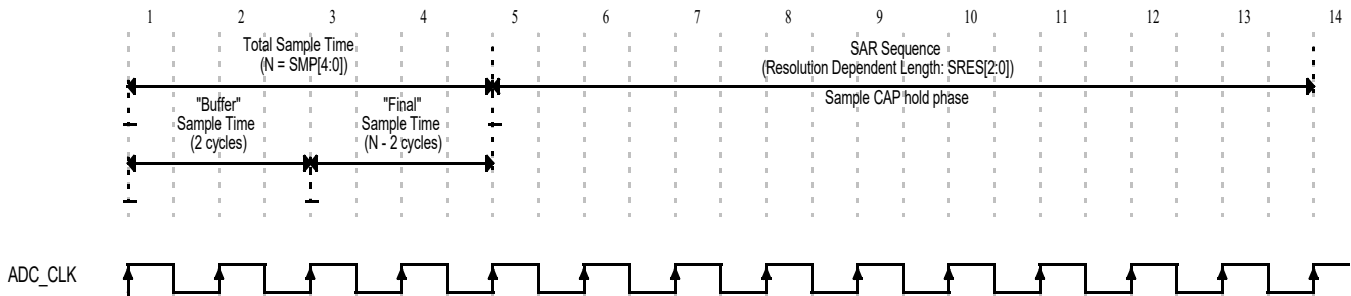 1 2 3 4 5 6 7 8 9 10 11 12 13 14
Total Sample Time
(N = SMP[4:0])
SAR Sequence
(Resolution Dependent Length: SRES[2:0])
Sample CAP hold phase
"Buffer"
Sample Time
(2 cycles)
"Final"
Sample Time
(N - 2 cycles)
ADC_CLK